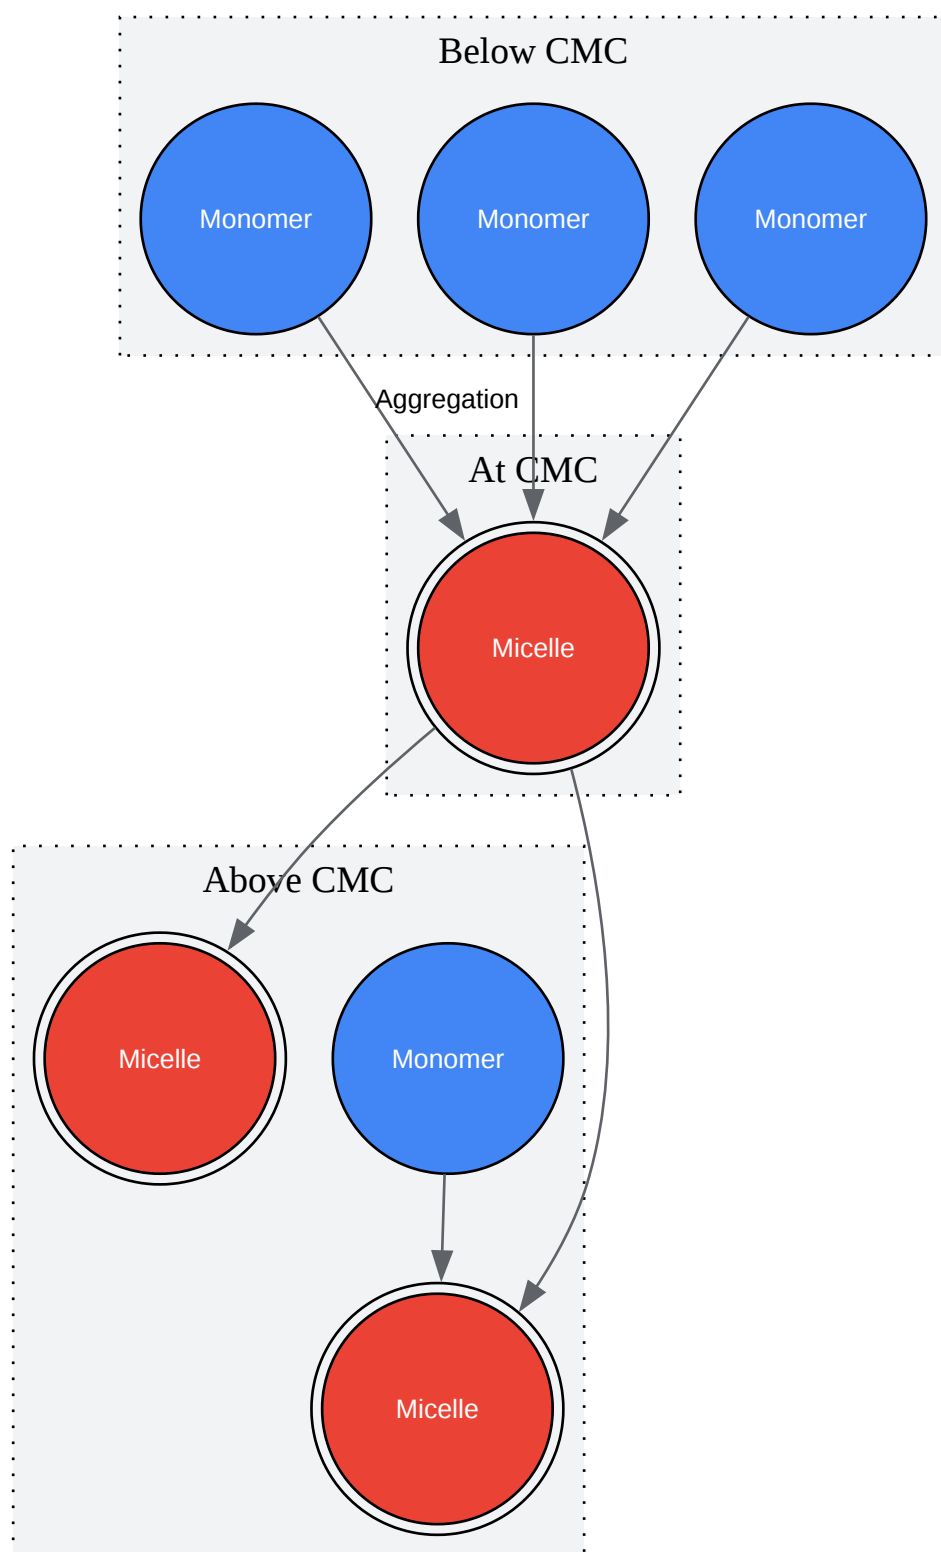 Below CMC
Monomer
Monomer
Monomer
Aggregation
At CMC
Micelle
Above CMC
Micelle
Monomer
Micelle